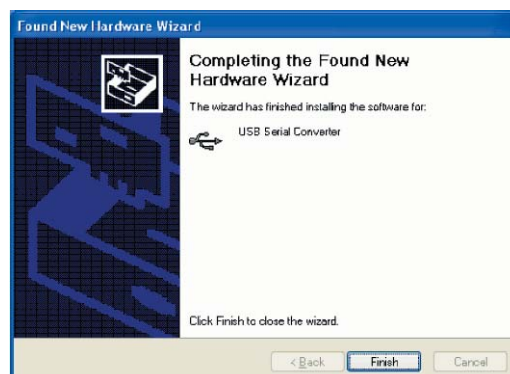 Found New Hardware Wizard
Completing the Found New
Hardware Wizard
The wizard has finished installing the software for:
USB Serial Converter
Click Finish to close the wizard.
< Back
Finish
Cancel